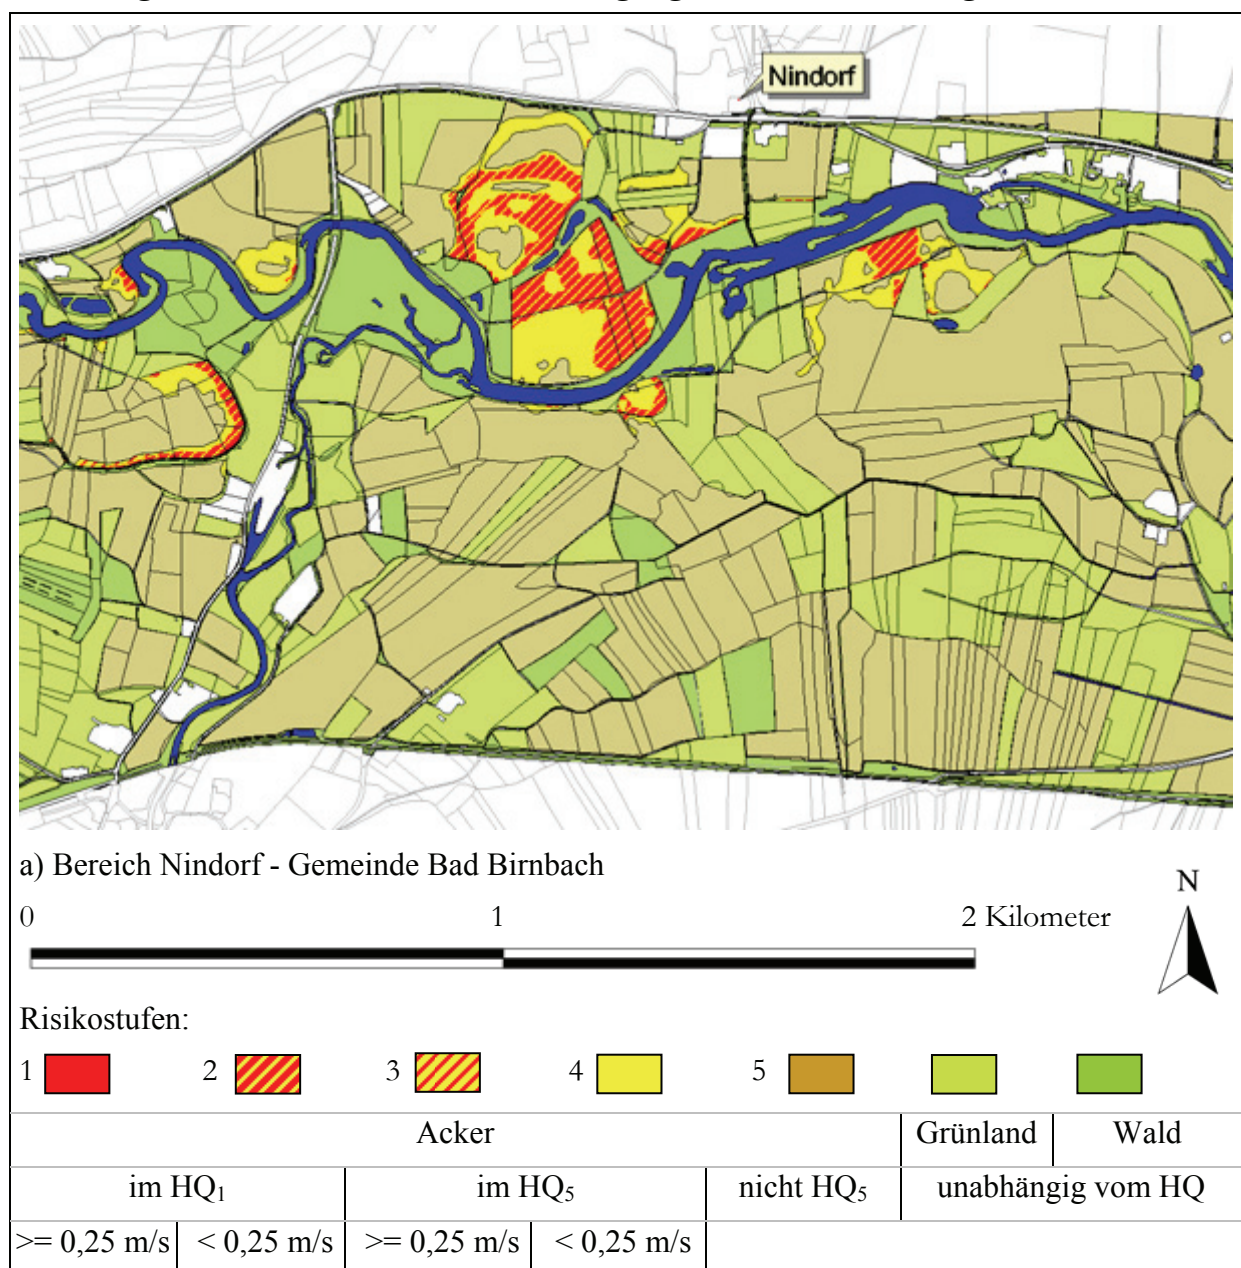 Nindorf
a) Bereich Nindorf - Gemeinde Bad Birnbach
N
0 1 2 Kilometer
Risikostufen:
1 2 3 4 5
Acker Grünland Wald
im HQ1 im HQ5 nicht HQ5 unabhängig vom HQ
>= 0,25 m/s < 0,25 m/s >= 0,25 m/s < 0,25 m/s